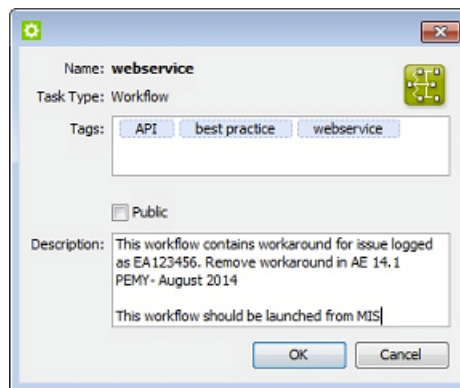 Name: webservice
Task Type: Workflow
Tags: API best practice webservice
Public
Description: This workflow contains workaround for issue logged
as EA123456. Remove workaround in AE 14.1
PEMY- August 2014
This workflow should be launched from MIS
OK Cancel